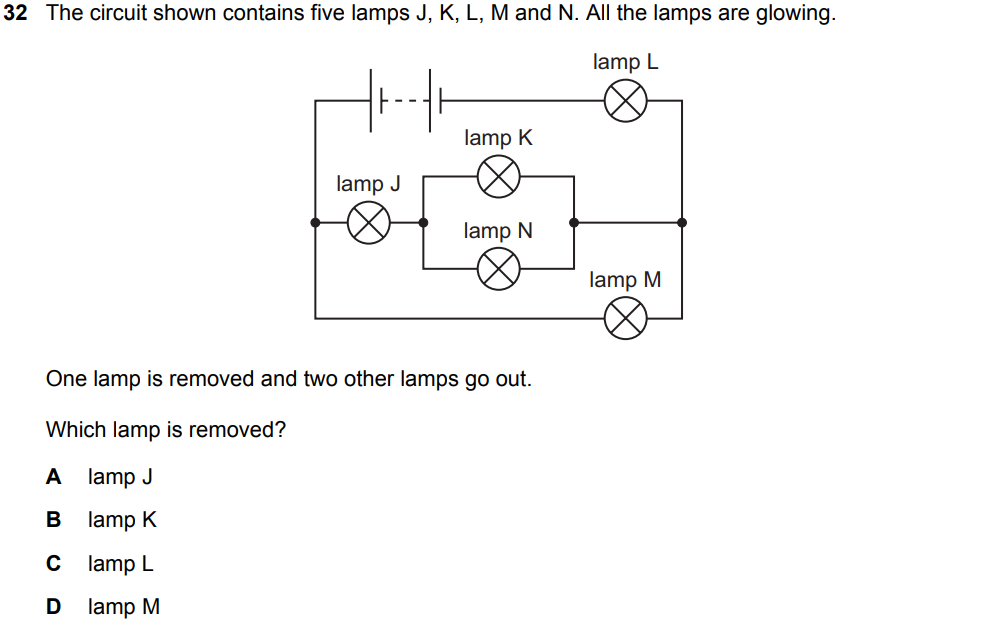 32 The circuit shown contains five lamps J, K, L, M and N. All the lamps are glowing.
lamp L
lamp K
lamp J
lamp N
lamp M
One lamp is removed and two other lamps go out.
Which lamp is removed?
A lamp J
B lamp K
C lamp L
D lamp M